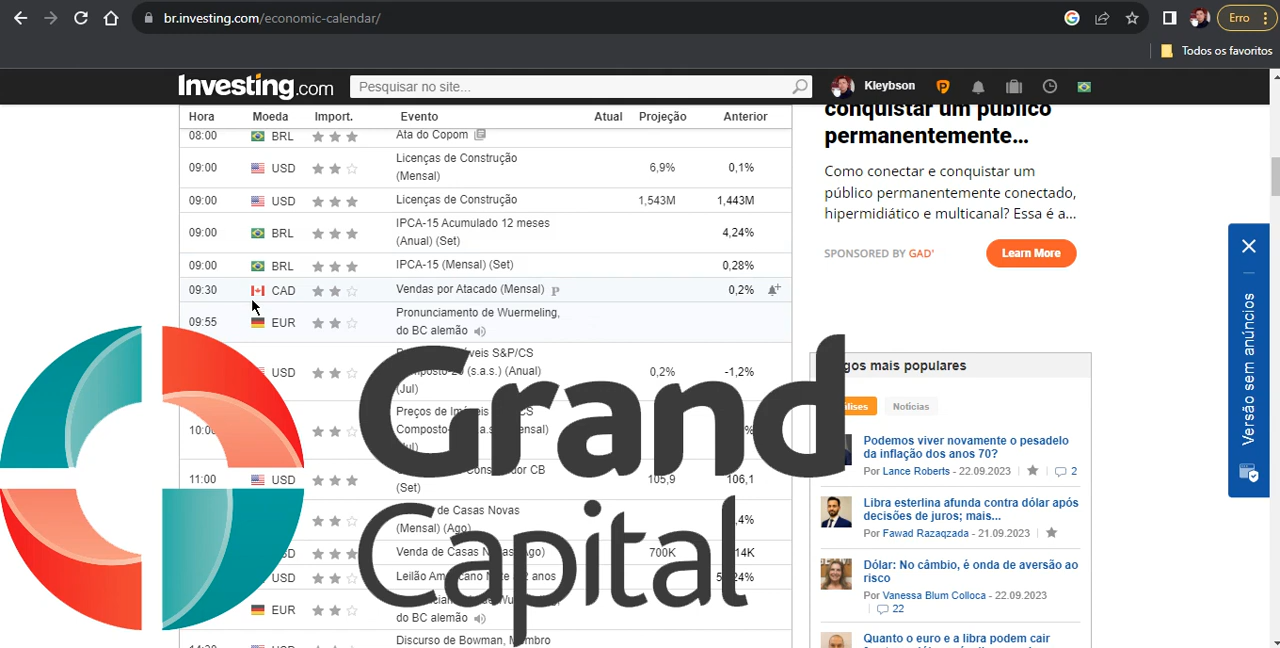 br.investing.com/economic-calendar/
Erro
Todos os favoritos
Investing.com
Pesquisar no site...
Kleybson
Hora Moeda Import. Evento Atual Projeção Anterior
08:00 BRL Ata do Copom
09:00 USD Licenças de Construção
(Mensal) 6,9% 0,1%
09:00 USD Licenças de Construção 1,543M 1,443M
09:00 BRL IPCA-15 Acumulado 12 meses
(Anual) (Set) 4,24%
09:00 BRL IPCA-15 (Mensal) (Set) 0,28%
09:30 CAD Vendas por Atacado (Mensal) P 0,2%
09:55 EUR Pronunciamento de Wuermeling,
do BC alemão
USD S&P/CS
(s.a.) (Anual) 0,2% -1,2%
(Jul)
Preços de
(Set)
11:00 USD CB 105,9 106,1
de Casas Novas
(Mensal) (Ago)
Venda de Casas 700K
USD Leilão
EUR
do BC alemão
Discurso de Bowman,
Grand
Capital
conquistar um público
permanentemente...
Como conectar e conquistar um
público permanentemente conectado,
hipermidiático e multicanal? Essa é a...
SPONSORED BY GAD'
Learn More
mais populares
Notícias
Podemos viver novamente o pesadelo
da inflação dos anos 70?
Por Lance Roberts - 22.09.2023 2
Libra esterlina afunda contra dólar após
decisões de juros; mais...
Por Fawad Razaqzada - 21.09.2023
Dólar: No câmbio, é onda de aversão ao
risco
Por Vanessa Blum Colloca - 22.09.2023
22
Quanto o euro e a libra podem cair
Versão sem anúncios